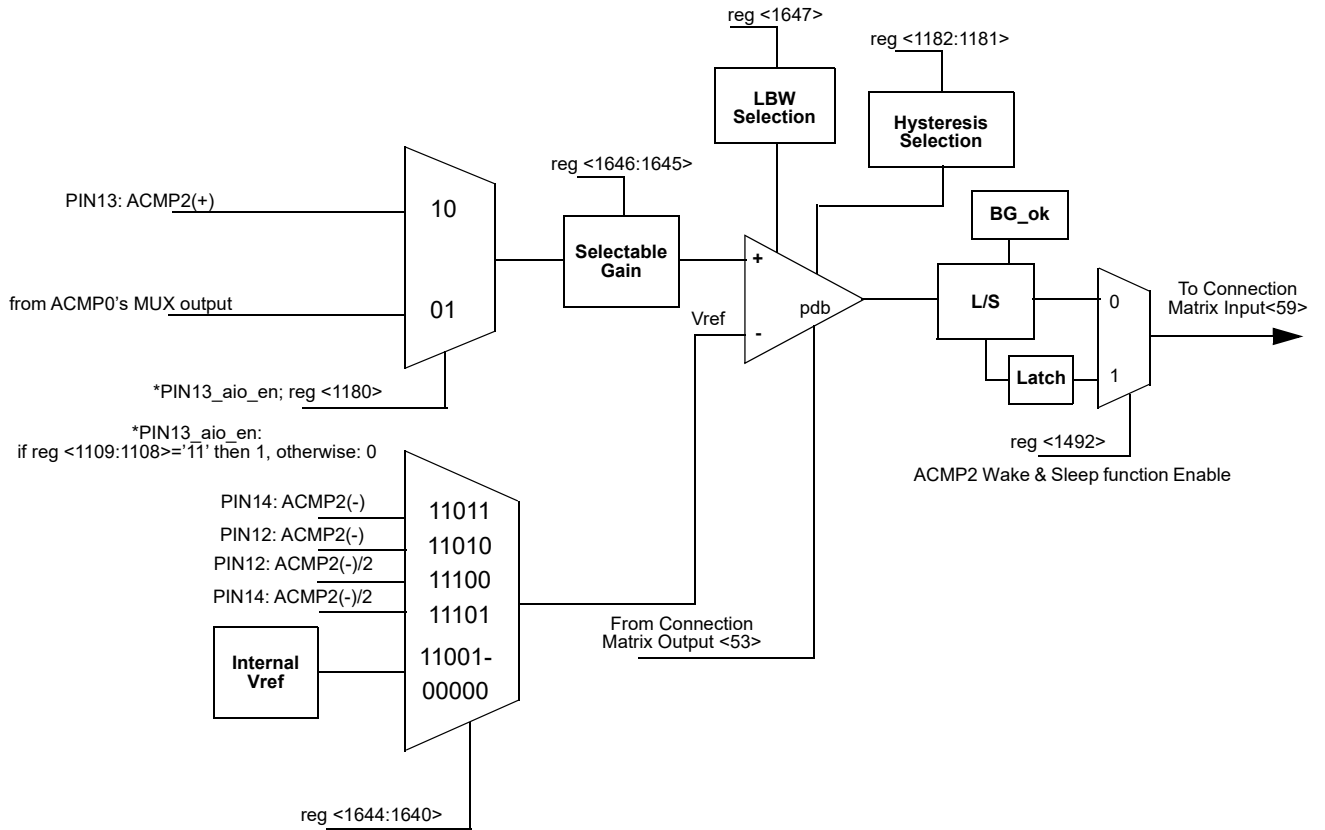 reg <1647>
reg <1182:1181>
LBW
Selection
Hysteresis
Selection
reg <1646:1645>
PIN13: ACMP2(+)
10
BG_ok
Selectable
Gain
+
from ACMP0's MUX output
01
L/S
0
To Connection
Matrix Input<59>
pdb
Vref
-
Latch
1
*PIN13_aio_en; reg <1180>
*PIN13_aio_en:
if reg <1109:1108>='11' then 1, otherwise: 0
reg <1492>
ACMP2 Wake & Sleep function Enable
PIN14: ACMP2(-)
11011
PIN12: ACMP2(-)
11010
PIN12: ACMP2(-)/2
11100
PIN14: ACMP2(-)/2
11101
From Connection
Matrix Output <53>
Internal
Vref
11001-
00000
reg <1644:1640>